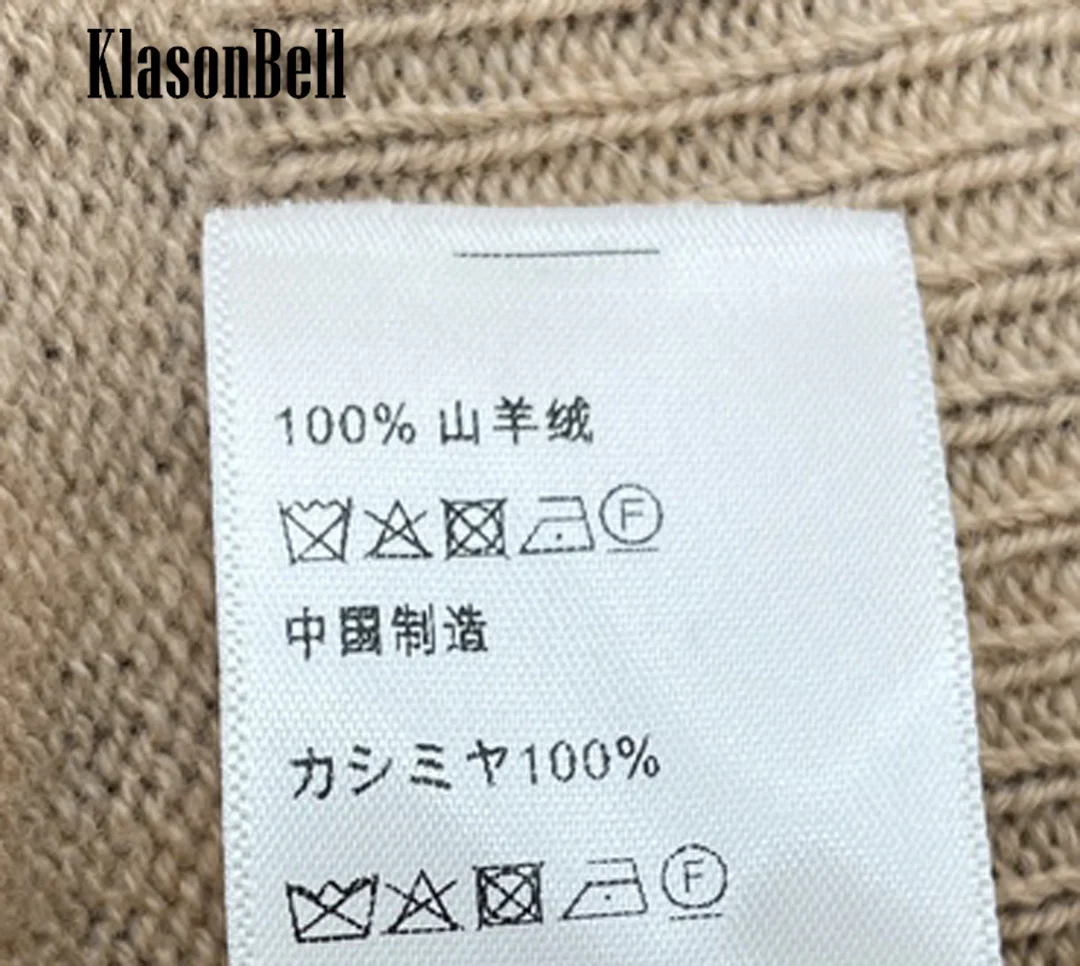 KlasonBell
100% 山羊绒
F
中國制造
カシミヤ100%
F